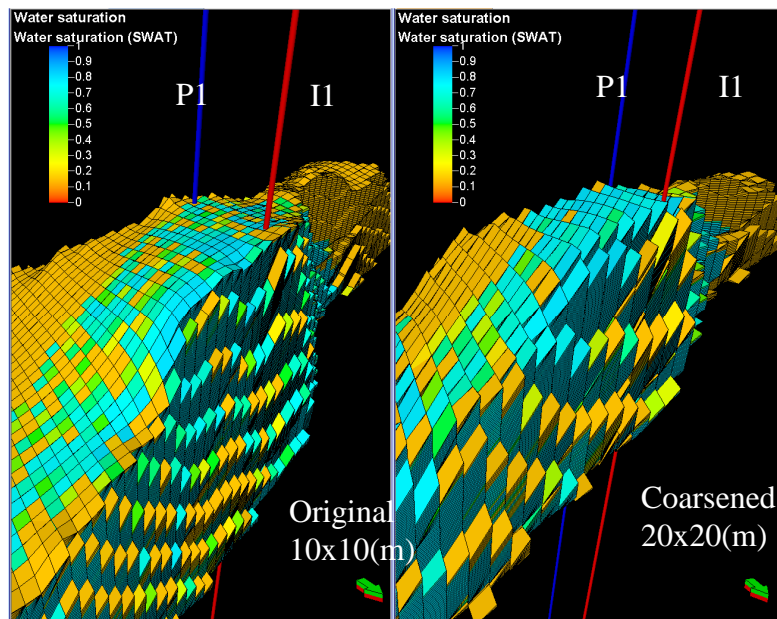 Water saturation
Water saturation (SWAT)
1
0.9
0.8
0.7
0.6
0.5
0.4
0.3
0.2
0.1
0
P1
I1
Original
10x10(m)
Water saturation
Water saturation (SWAT)
1
0.9
0.8
0.7
0.6
0.5
0.4
0.3
0.2
0.1
0
P1
I1
Coarsened
20x20(m)